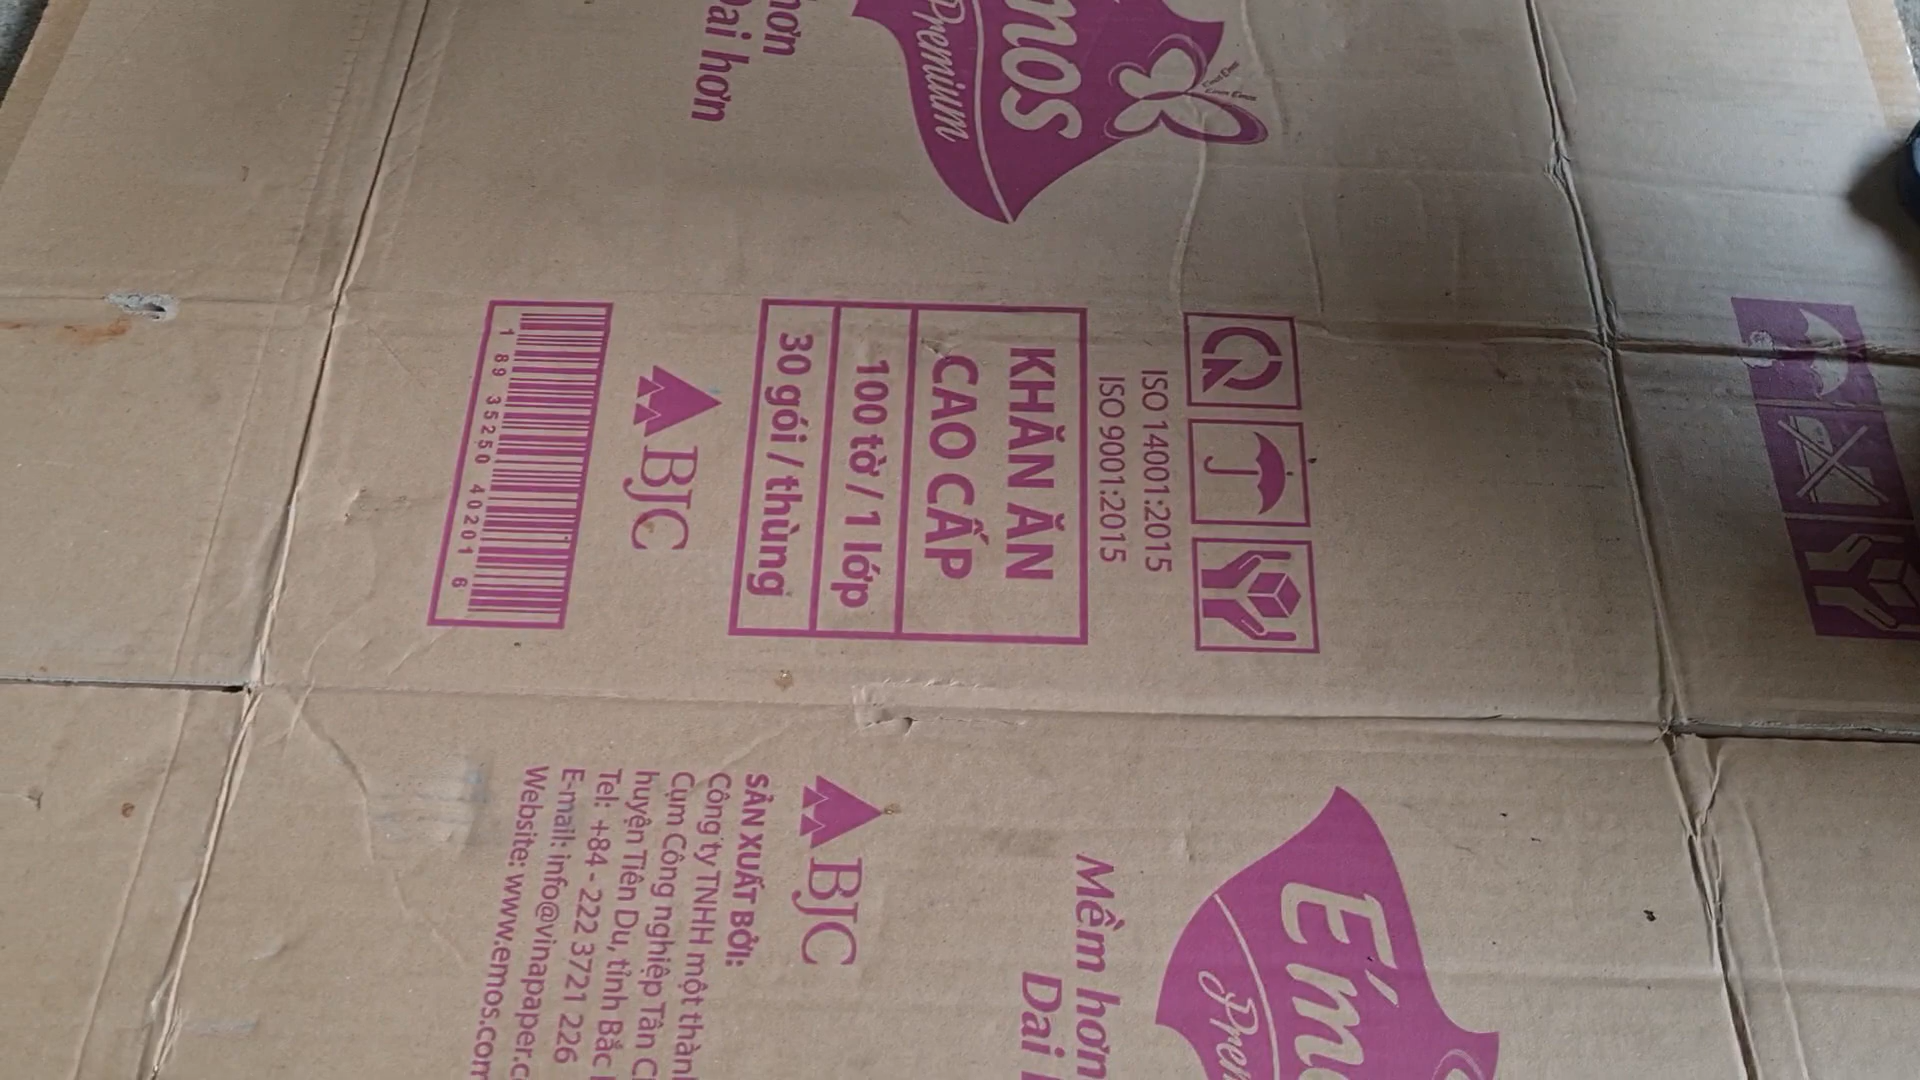 hơn
Dai hơn
mos
Premium
ISO 14001:2015
ISO 9001:2015
KHĂN ĂN
CAO CẤP
100 tờ / 1 lớp
30 gói / thùng
BJC
1 89 35250 40201 6
É'm
Prem
Mềm hơn
Dai
BJC
SẢN XUẤT BỞI:
Công ty TNHH một thành
Cụm Công nghiệp Tân C
huyện Tiên Du, tỉnh Bắc
Tel: +84 - 222 3721 226
E-mail: info@vinapaper.c
Website: www.emos.com